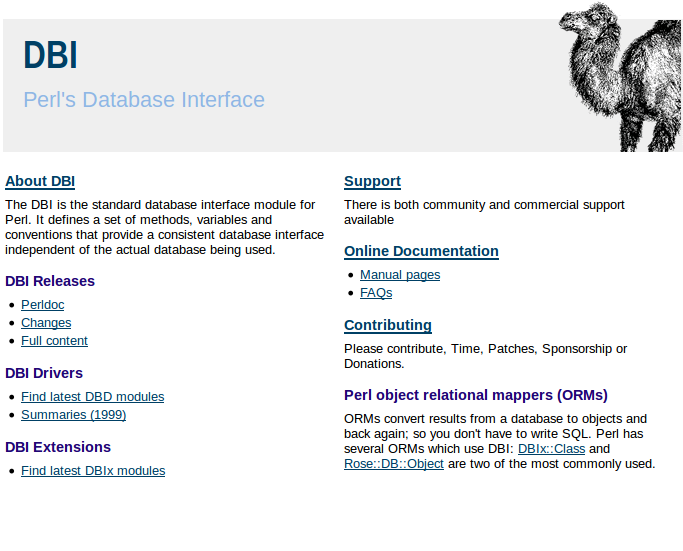 DBI
Perl's Database Interface
About DBI
The DBI is the standard database interface module for
Perl. It defines a set of methods, variables and
conventions that provide a consistent database interface
independent of the actual database being used.
DBI Releases
Perldoc
Changes
Full content
DBI Drivers
Find latest DBD modules
Summaries (1999)
DBI Extensions
Find latest DBIx modules
Support
There is both community and commercial support
available
Online Documentation
Manual pages
FAQs
Contributing
Please contribute, Time, Patches, Sponsorship or
Donations.
Perl object relational mappers (ORMs)
ORMs convert results from a database to objects and
back again; so you don't have to write SQL. Perl has
several ORMs which use DBI: DBIx::Class and
Rose::DB::Object are two of the most commonly used.